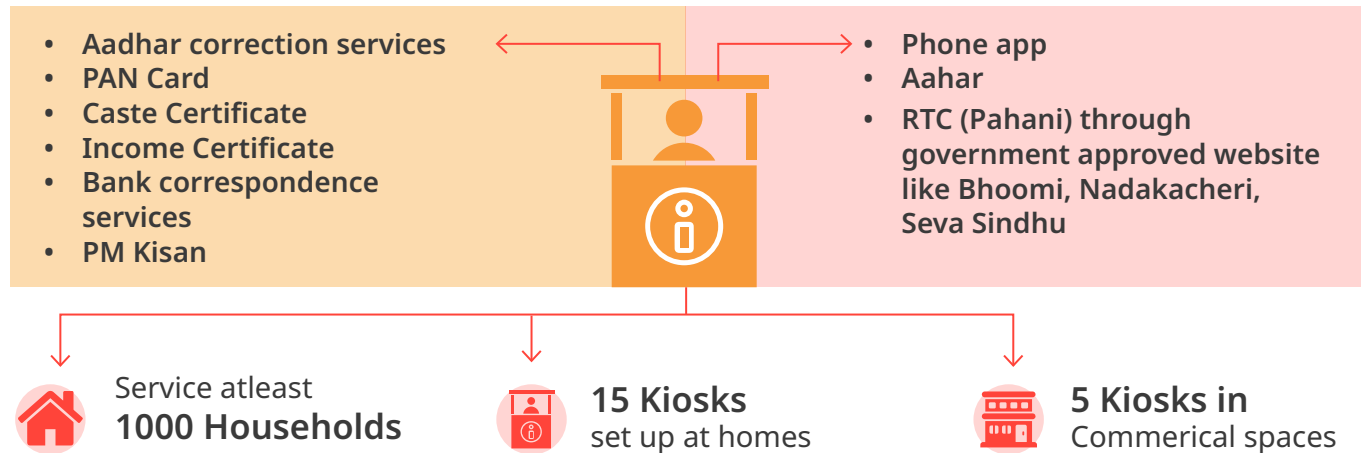 • Aadhar correction services
• PAN Card
• Caste Certificate
• Income Certificate
• Bank correspondence
services
• PM Kisan
• Phone app
• Aahar
• RTC (Pahani) through
government approved website
like Bhoomi, Nadakacheri,
Seva Sindhu
Service atleast
1000 Households
15 Kiosks
set up at homes
5 Kiosks in
Commerical spaces